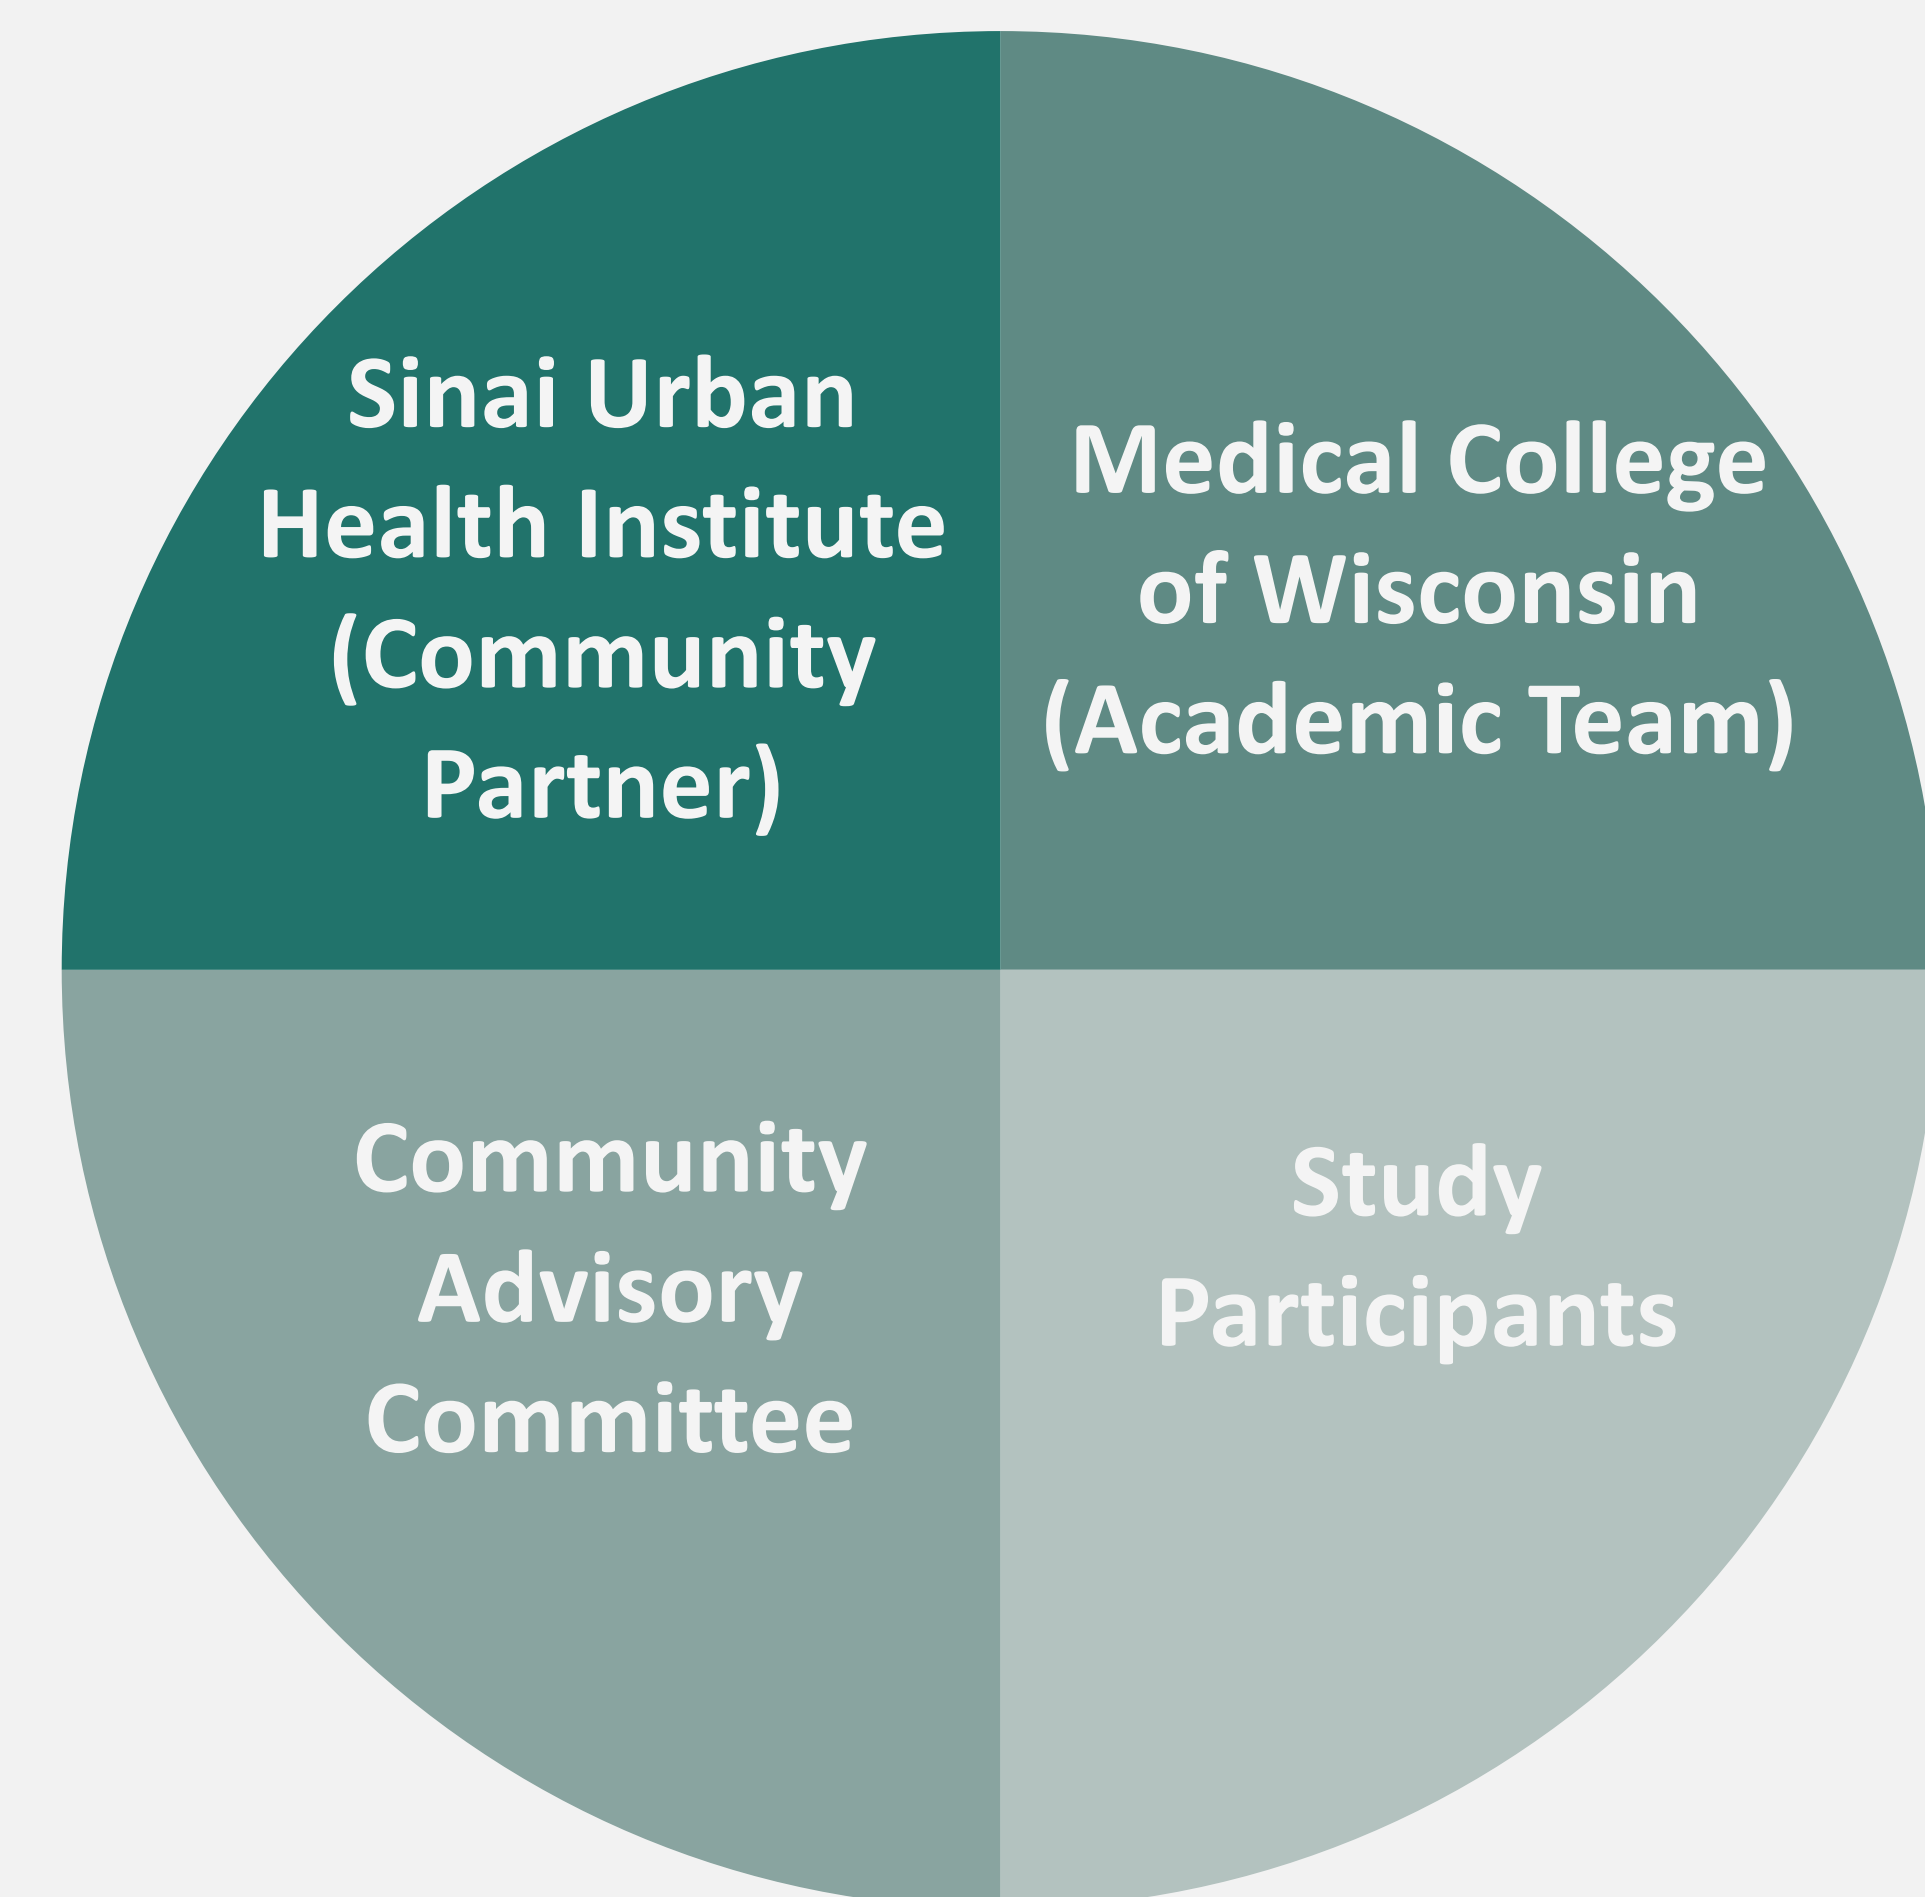 Sinai Urban
Health Institute
(Community
Partner)
Medical College
of Wisconsin
(Academic Team)
Community
Advisory
Committee
Study
Participants